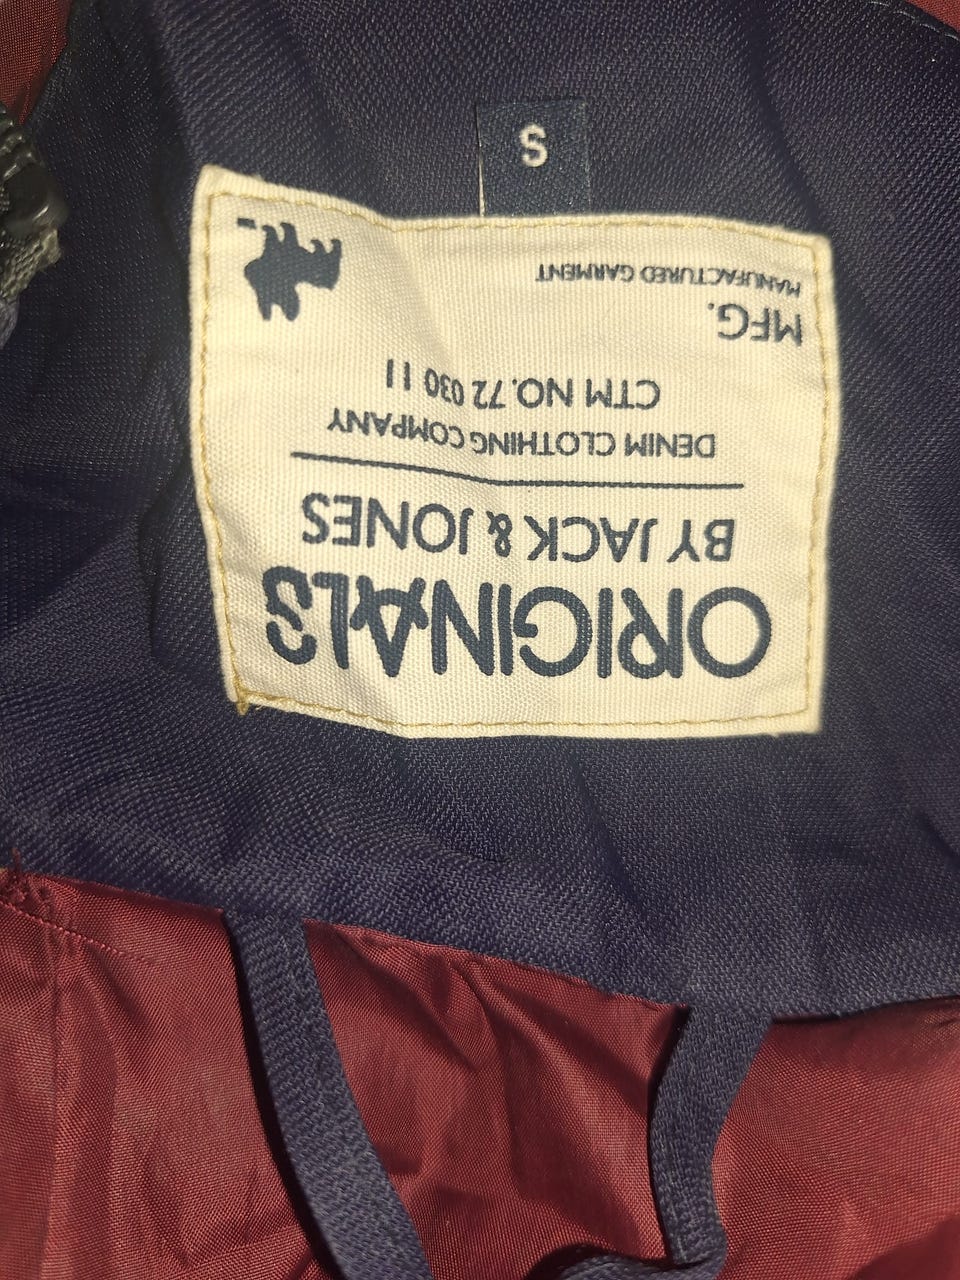 ORIGINALS
BY JACK & JONES
DENIM CLOTHING COMPANY
CTM NO. 72 030 11
MFG.
MANUFACTURED GARMENT
S